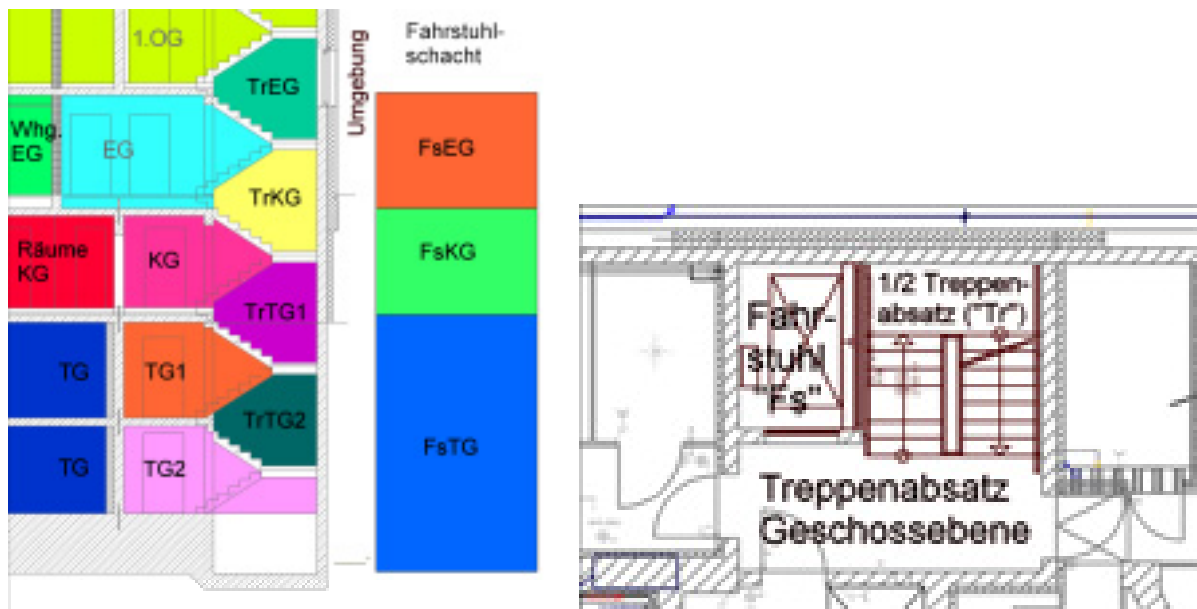 1.OG
TrEG
Umgebung
Fahrstuhl-
schacht
Whg.
EG
EG
TrKG
FsEG
Räume
KG
KG
TrTG1
FsKG
TG
TG1
TrTG2
TG
TG2
FsTG
1/2 Treppen-
absatz ("Tr")
Fahr-
stuhl
"Fs"
Treppenabsatz
Geschossebene